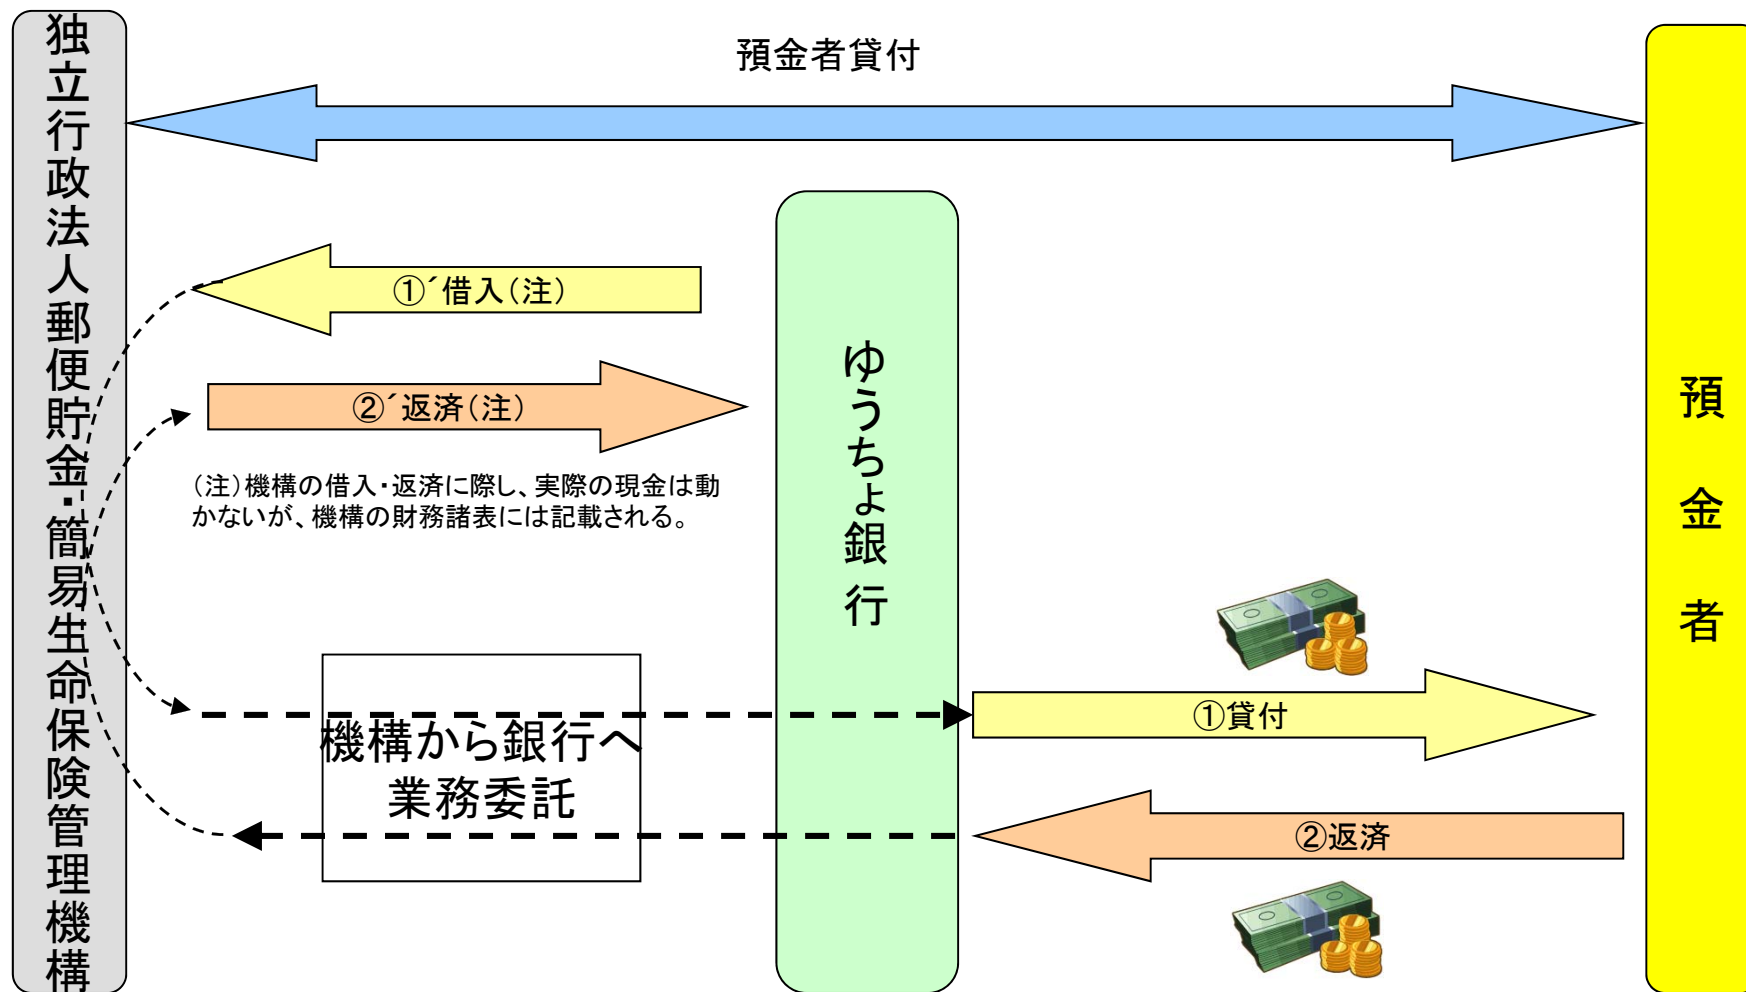 独立行政法人郵便貯金・簡易生命保険管理機構
預金者貸付
①´借入(注)
②´返済(注)
(注)機構の借入・返済に際し、実際の現金は動
かないが、機構の財務諸表には記載される。
機構から銀行へ
業務委託
ゆうちょ銀行
①貸付
②返済
預金者